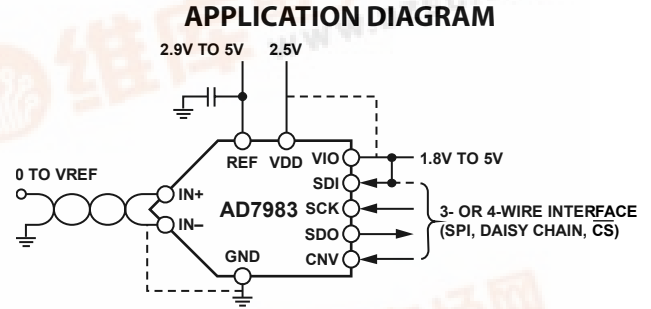 APPLICATION DIAGRAM
2.9V TO 5V 2.5V
REF VDD VIO 1.8V TO 5V
0 TO VREF
SDI
IN+
AD7983 SCK 3- OR 4-WIRE INTERFACE
IN– SDO (SPI, DAISY CHAIN, CS)
GND CNV